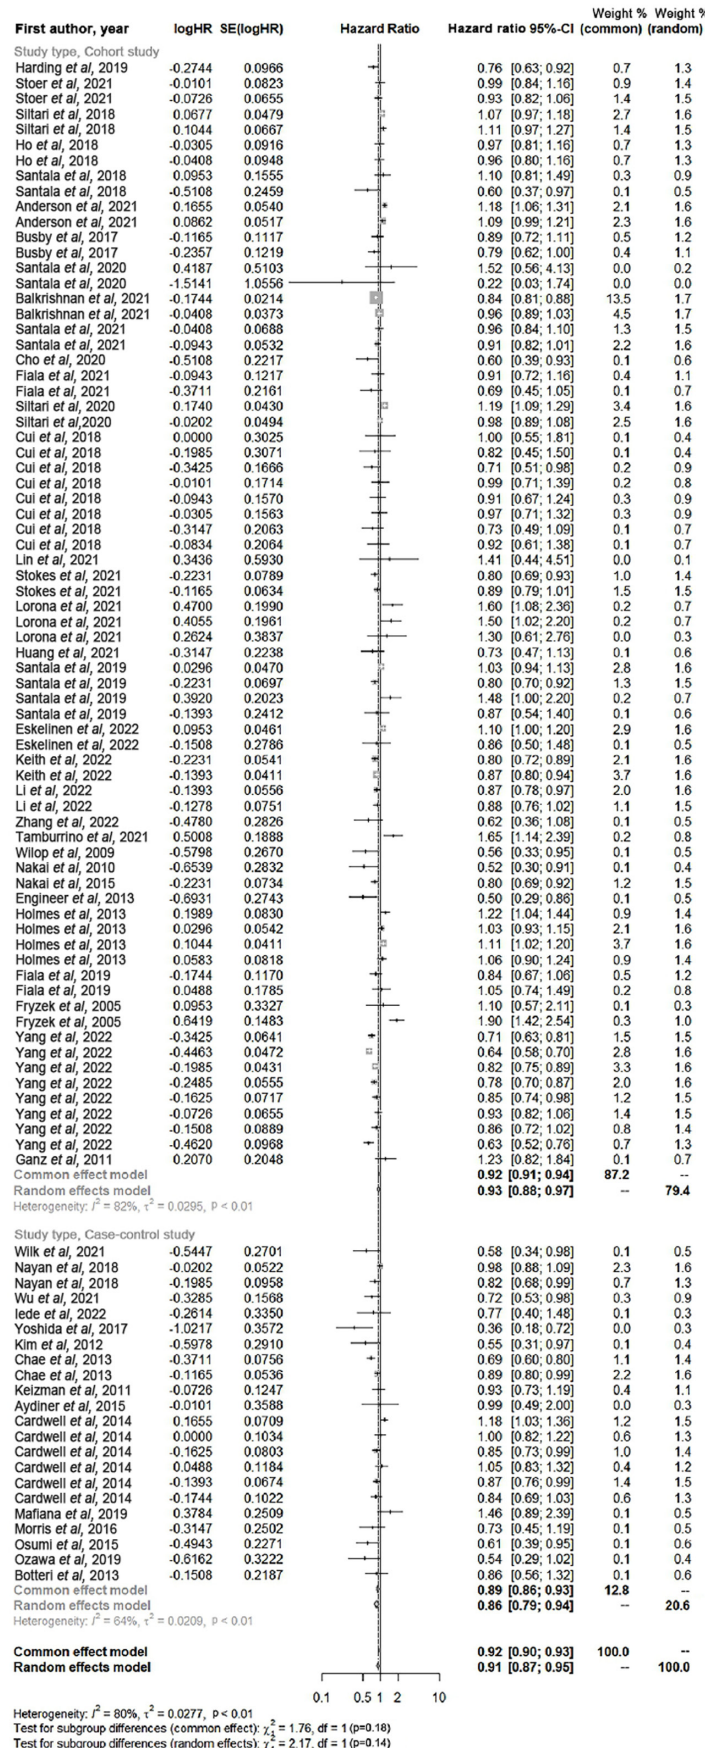 Weight % Weight %
First author, year logHR SE(logHR) Hazard Ratio Hazard ratio 95%-CI (common) (random)
Study type, Cohort study
Harding et al, 2019 -0.2744 0.0966 0.76 [0.63; 0.92] 0.7 1.3
Stoer et al, 2021 -0.0101 0.0823 0.99 [0.84; 1.16] 0.9 1.4
Stoer et al, 2021 -0.0726 0.0655 0.93 [0.82; 1.06] 1.4 1.5
Siltari et al, 2018 0.0677 0.0479 1.07 [0.97; 1.18] 2.7 1.6
Siltari et al, 2018 0.1044 0.0667 1.11 [0.97; 1.27] 1.4 1.5
Ho et al, 2018 -0.0305 0.0916 0.97 [0.81; 1.16] 0.7 1.3
Ho et al, 2018 -0.0408 0.0948 0.96 [0.80; 1.16] 0.7 1.3
Santala et al, 2018 0.0953 0.1555 1.10 [0.81; 1.49] 0.3 0.9
Santala et al, 2018 -0.5108 0.2459 0.60 [0.37; 0.97] 0.1 0.5
Anderson et al, 2021 0.1655 0.0540 1.18 [1.06; 1.31] 2.1 1.6
Anderson et al, 2021 0.0862 0.0517 1.09 [0.99; 1.21] 2.3 1.6
Busby et al, 2017 -0.1165 0.1117 0.89 [0.72; 1.11] 0.5 1.2
Busby et al, 2017 -0.2357 0.1219 0.79 [0.62; 1.00] 0.4 1.1
Santala et al, 2020 0.4187 0.5103 1.52 [0.56; 4.13] 0.0 0.2
Santala et al, 2020 -1.5141 1.0556 0.22 [0.03; 1.74] 0.0 0.0
Balkrishnan et al, 2021 -0.1744 0.0214 0.84 [0.81; 0.88] 13.5 1.7
Balkrishnan et al, 2021 -0.0408 0.0373 0.96 [0.89; 1.03] 4.5 1.7
Santala et al, 2021 -0.0408 0.0688 0.96 [0.84; 1.10] 1.3 1.5
Santala et al, 2021 -0.0943 0.0532 0.91 [0.82; 1.01] 2.2 1.6
Cho et al, 2020 -0.5108 0.2217 0.60 [0.39; 0.93] 0.1 0.6
Fiala et al, 2021 -0.0943 0.1217 0.91 [0.72; 1.16] 0.4 1.1
Fiala et al, 2021 -0.3711 0.2161 0.69 [0.45; 1.05] 0.1 0.7
Siltari et al, 2020 0.1740 0.0430 1.19 [1.09; 1.29] 3.4 1.6
Siltari et al,2020 -0.0202 0.0494 0.98 [0.89; 1.08] 2.5 1.6
Cui et al, 2018 0.0000 0.3025 1.00 [0.55; 1.81] 0.1 0.4
Cui et al, 2018 -0.1985 0.3071 0.82 [0.45; 1.50] 0.1 0.4
Cui et al, 2018 -0.3425 0.1666 0.71 [0.51; 0.98] 0.2 0.9
Cui et al, 2018 -0.0101 0.1714 0.99 [0.71; 1.39] 0.2 0.8
Cui et al, 2018 -0.0943 0.1570 0.91 [0.67; 1.24] 0.3 0.9
Cui et al, 2018 -0.0305 0.1563 0.97 [0.71; 1.32] 0.3 0.9
Cui et al, 2018 -0.3147 0.2063 0.73 [0.49; 1.09] 0.1 0.7
Cui et al, 2018 -0.0834 0.2064 0.92 [0.61; 1.38] 0.1 0.7
Lin et al, 2021 0.3436 0.5930 1.41 [0.44; 4.51] 0.0 0.1
Stokes et al, 2021 -0.2231 0.0789 0.80 [0.69; 0.93] 1.0 1.4
Stokes et al, 2021 -0.1165 0.0634 0.89 [0.79; 1.01] 1.5 1.5
Lorona et al, 2021 0.4700 0.1990 1.60 [1.08; 2.36] 0.2 0.7
Lorona et al, 2021 0.4055 0.1961 1.50 [1.02; 2.20] 0.2 0.7
Lorona et al, 2021 0.2624 0.3837 1.30 [0.61; 2.76] 0.0 0.3
Huang et al, 2021 -0.3147 0.2238 0.73 [0.47; 1.13] 0.1 0.6
Santala et al, 2019 0.0296 0.0470 1.03 [0.94; 1.13] 2.8 1.6
Santala et al, 2019 -0.2231 0.0697 0.80 [0.70; 0.92] 1.3 1.5
Santala et al, 2019 0.3920 0.2023 1.48 [1.00; 2.20] 0.2 0.7
Santala et al, 2019 -0.1393 0.2412 0.87 [0.54; 1.40] 0.1 0.6
Eskelinen et al, 2022 0.0953 0.0461 1.10 [1.00; 1.20] 2.9 1.6
Eskelinen et al, 2022 -0.1508 0.2786 0.86 [0.50; 1.48] 0.1 0.5
Keith et al, 2022 -0.2231 0.0541 0.80 [0.72; 0.89] 2.1 1.6
Keith et al, 2022 -0.1393 0.0411 0.87 [0.80; 0.94] 3.7 1.6
Li et al, 2022 -0.1393 0.0556 0.87 [0.78; 0.97] 2.0 1.6
Li et al, 2022 -0.1278 0.0751 0.88 [0.76; 1.02] 1.1 1.5
Zhang et al, 2022 -0.4780 0.2826 0.62 [0.36; 1.08] 0.1 0.5
Tamburrino et al, 2021 0.5008 0.1888 1.65 [1.14; 2.39] 0.2 0.8
Wilop et al, 2009 -0.5798 0.2670 0.56 [0.33; 0.95] 0.1 0.5
Nakai et al, 2010 -0.6539 0.2832 0.52 [0.30; 0.91] 0.1 0.4
Nakai et al, 2015 -0.2231 0.0734 0.80 [0.69; 0.92] 1.2 1.5
Engineer et al, 2013 -0.6931 0.2743 0.50 [0.29; 0.86] 0.1 0.5
Holmes et al, 2013 0.1989 0.0830 1.22 [1.04; 1.44] 0.9 1.4
Holmes et al, 2013 0.0296 0.0542 1.03 [0.93; 1.15] 2.1 1.6
Holmes et al, 2013 0.1044 0.0411 1.11 [1.02; 1.20] 3.7 1.6
Holmes et al, 2013 0.0583 0.0818 1.06 [0.90; 1.24] 0.9 1.4
Fiala et al, 2019 -0.1744 0.1170 0.84 [0.67; 1.06] 0.5 1.2
Fiala et al, 2019 0.0488 0.1785 1.05 [0.74; 1.49] 0.2 0.8
Fryzek et al, 2005 0.0953 0.3327 1.10 [0.57; 2.11] 0.1 0.3
Fryzek et al, 2005 0.6419 0.1483 1.90 [1.42; 2.54] 0.3 1.0
Yang et al, 2022 -0.3425 0.0641 0.71 [0.63; 0.81] 1.5 1.5
Yang et al, 2022 -0.4463 0.0472 0.64 [0.58; 0.70] 2.8 1.6
Yang et al, 2022 -0.1985 0.0431 0.82 [0.75; 0.89] 3.3 1.6
Yang et al, 2022 -0.2485 0.0555 0.78 [0.70; 0.87] 2.0 1.6
Yang et al, 2022 -0.1625 0.0717 0.85 [0.74; 0.98] 1.2 1.5
Yang et al, 2022 -0.0726 0.0655 0.93 [0.82; 1.06] 1.4 1.5
Yang et al, 2022 -0.1508 0.0889 0.86 [0.72; 1.02] 0.8 1.4
Yang et al, 2022 -0.4620 0.0968 0.63 [0.52; 0.76] 0.7 1.3
Ganz et al, 2011 0.2070 0.2048 1.23 [0.82; 1.84] 0.1 0.7
Common effect model 0.92 [0.91; 0.94] 87.2 --
Random effects model 0.93 [0.88; 0.97] -- 79.4
Heterogeneity: I² = 82%, τ² = 0.0295, p < 0.01
Study type, Case-control study
Wilk et al, 2021 -0.5447 0.2701 0.58 [0.34; 0.98] 0.1 0.5
Nayan et al, 2018 -0.0202 0.0522 0.98 [0.88; 1.09] 2.3 1.6
Nayan et al, 2018 -0.1985 0.0958 0.82 [0.68; 0.99] 0.7 1.3
Wu et al, 2021 -0.3285 0.1568 0.72 [0.53; 0.98] 0.3 0.9
Iede et al, 2022 -0.2614 0.3350 0.77 [0.40; 1.48] 0.1 0.3
Yoshida et al, 2017 -1.0217 0.3572 0.36 [0.18; 0.72] 0.0 0.3
Kim et al, 2012 -0.5978 0.2910 0.55 [0.31; 0.97] 0.1 0.4
Chae et al, 2013 -0.3711 0.0756 0.69 [0.60; 0.80] 1.1 1.4
Chae et al, 2013 -0.1165 0.0536 0.89 [0.80; 0.99] 2.2 1.6
Keizman et al, 2011 -0.0726 0.1247 0.93 [0.73; 1.19] 0.4 1.1
Aydiner et al, 2015 -0.0101 0.3588 0.99 [0.49; 2.00] 0.0 0.3
Cardwell et al, 2014 0.1655 0.0709 1.18 [1.03; 1.36] 1.2 1.5
Cardwell et al, 2014 0.0000 0.1034 1.00 [0.82; 1.22] 0.6 1.3
Cardwell et al, 2014 -0.1625 0.0803 0.85 [0.73; 0.99] 1.0 1.4
Cardwell et al, 2014 0.0488 0.1184 1.05 [0.83; 1.32] 0.4 1.2
Cardwell et al, 2014 -0.1393 0.0674 0.87 [0.76; 0.99] 1.4 1.5
Cardwell et al, 2014 -0.1744 0.1022 0.84 [0.69; 1.03] 0.6 1.3
Mafiana et al, 2019 0.3784 0.2509 1.46 [0.89; 2.39] 0.1 0.5
Morris et al, 2016 -0.3147 0.2502 0.73 [0.45; 1.19] 0.1 0.5
Osumi et al, 2015 -0.4943 0.2271 0.61 [0.39; 0.95] 0.1 0.6
Ozawa et al, 2019 -0.6162 0.3222 0.54 [0.29; 1.02] 0.1 0.4
Botteri et al, 2013 -0.1508 0.2187 0.86 [0.56; 1.32] 0.1 0.6
Common effect model 0.89 [0.86; 0.93] 12.8 --
Random effects model 0.86 [0.79; 0.94] -- 20.6
Heterogeneity: I² = 64%, τ² = 0.0209, p < 0.01
Common effect model 0.92 [0.90; 0.93] 100.0 --
Random effects model 0.91 [0.87; 0.95] -- 100.0
0.1 0.5 1 2 10
Heterogeneity: I² = 80%, τ² = 0.0277, p < 0.01
Test for subgroup differences (common effect): χ²₁ = 1.76, df = 1 (p=0.18)
Test for subgroup differences (random effects): χ²₁ = 2.17, df = 1 (p=0.14)